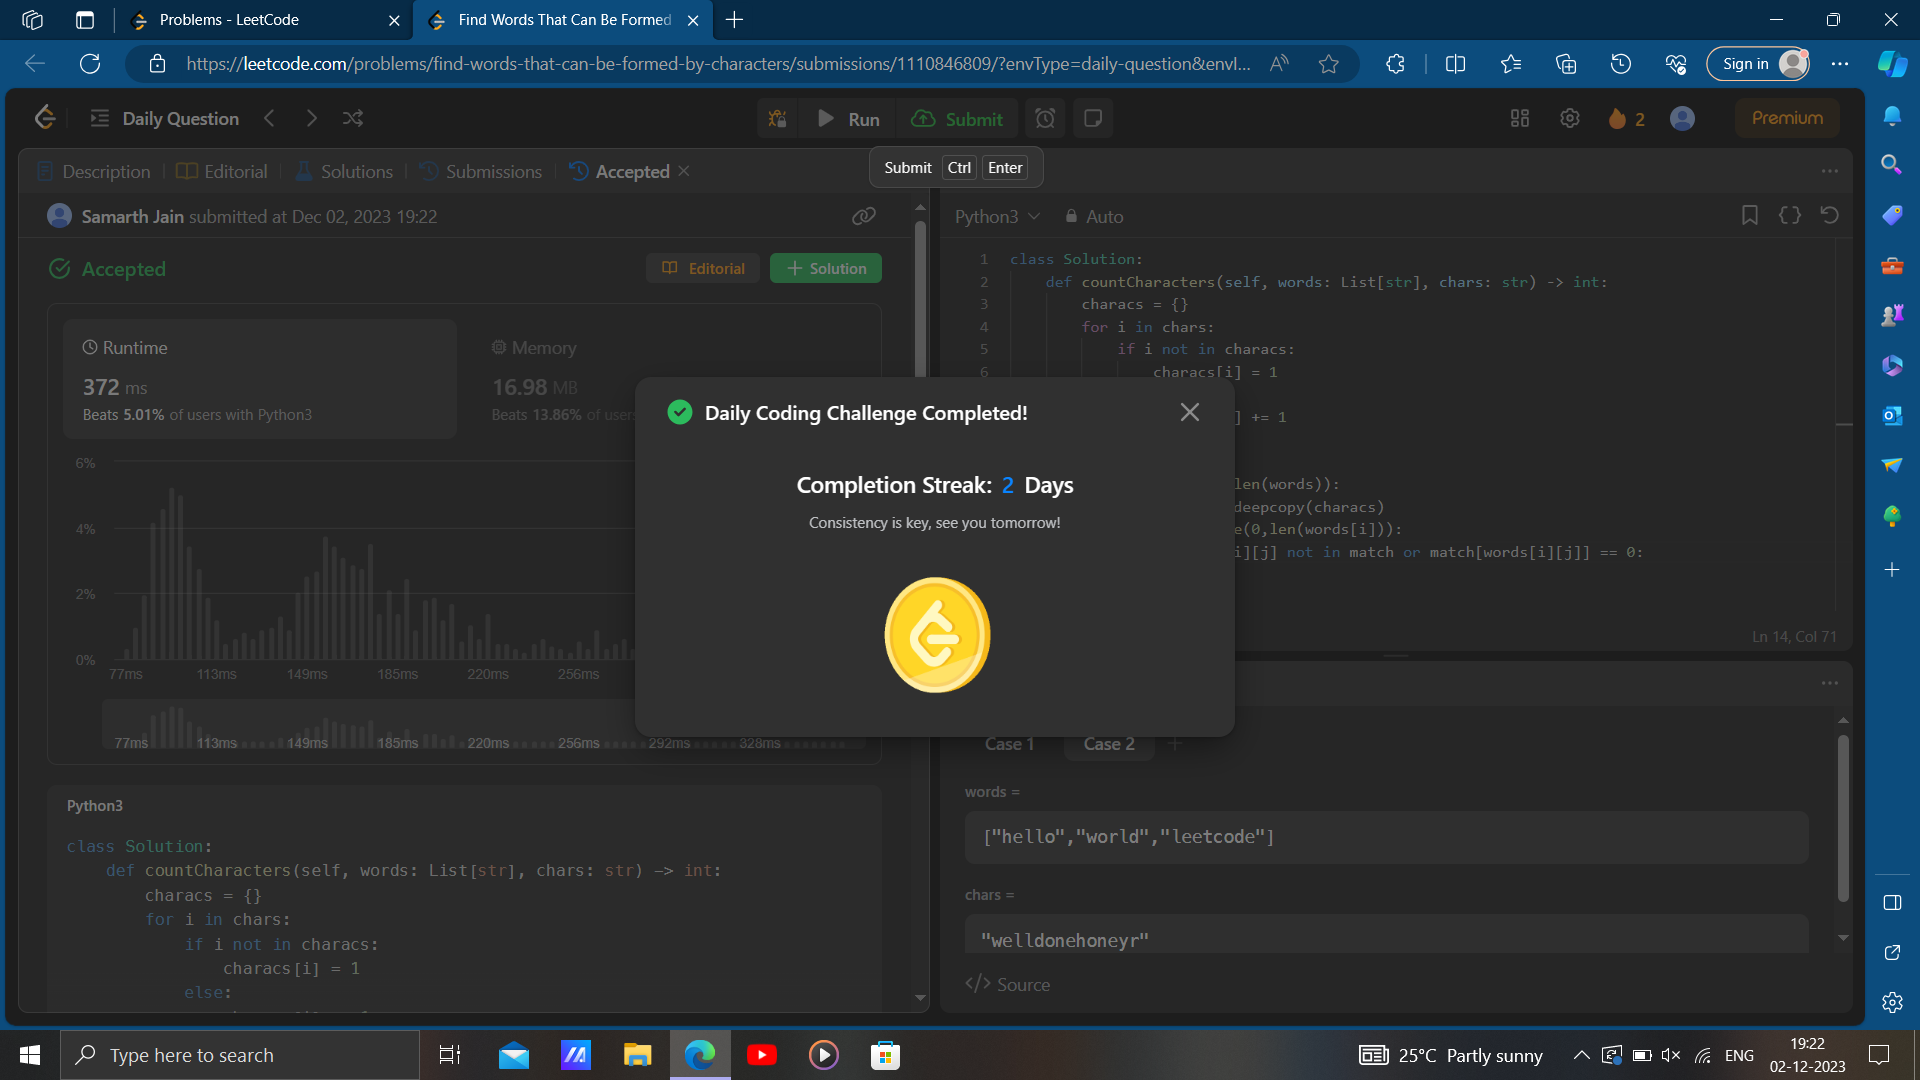 Problems - LeetCode
Find Words That Can Be Formed
https://leetcode.com/problems/find-words-that-can-be-formed-by-characters/submissions/1110846809/?envType=daily-question&envI...
Sign in
Daily Question
Run
Submit
2
Premium
Submit Ctrl Enter
Description
Editorial
Solutions
Submissions
Accepted
Samarth Jain submitted at Dec 02, 2023 19:22
Accepted
Editorial
Solution
Runtime
372 ms
Beats 5.01% of users with Python3
Memory
16.98 MB
Beats 13.86% of users
6%
4%
2%
0%
77ms 113ms 149ms 185ms 220ms 256ms
77ms 113ms 149ms 185ms 220ms 256ms 292ms 328ms
Python3
class Solution:
def countCharacters(self, words: List[str], chars: str) -> int:
characs = {}
for i in chars:
if i not in characs:
characs[i] = 1
else:
Daily Coding Challenge Completed!
Completion Streak: 2 Days
Consistency is key, see you tomorrow!
Python3
Auto
1 class Solution:
2 def countCharacters(self, words: List[str], chars: str) -> int:
3 characs = {}
4 for i in chars:
5 if i not in characs:
6 characs[i] = 1
] += 1
len(words)):
deepcopy(characs)
e(0,len(words[i])):
i][j] not in match or match[words[i][j]] == 0:
Ln 14, Col 71
Case 1
Case 2
words =
["hello","world","leetcode"]
chars =
"welldonehoneyr"
Source
Type here to search
25°C Partly sunny
ENG
19:22
02-12-2023